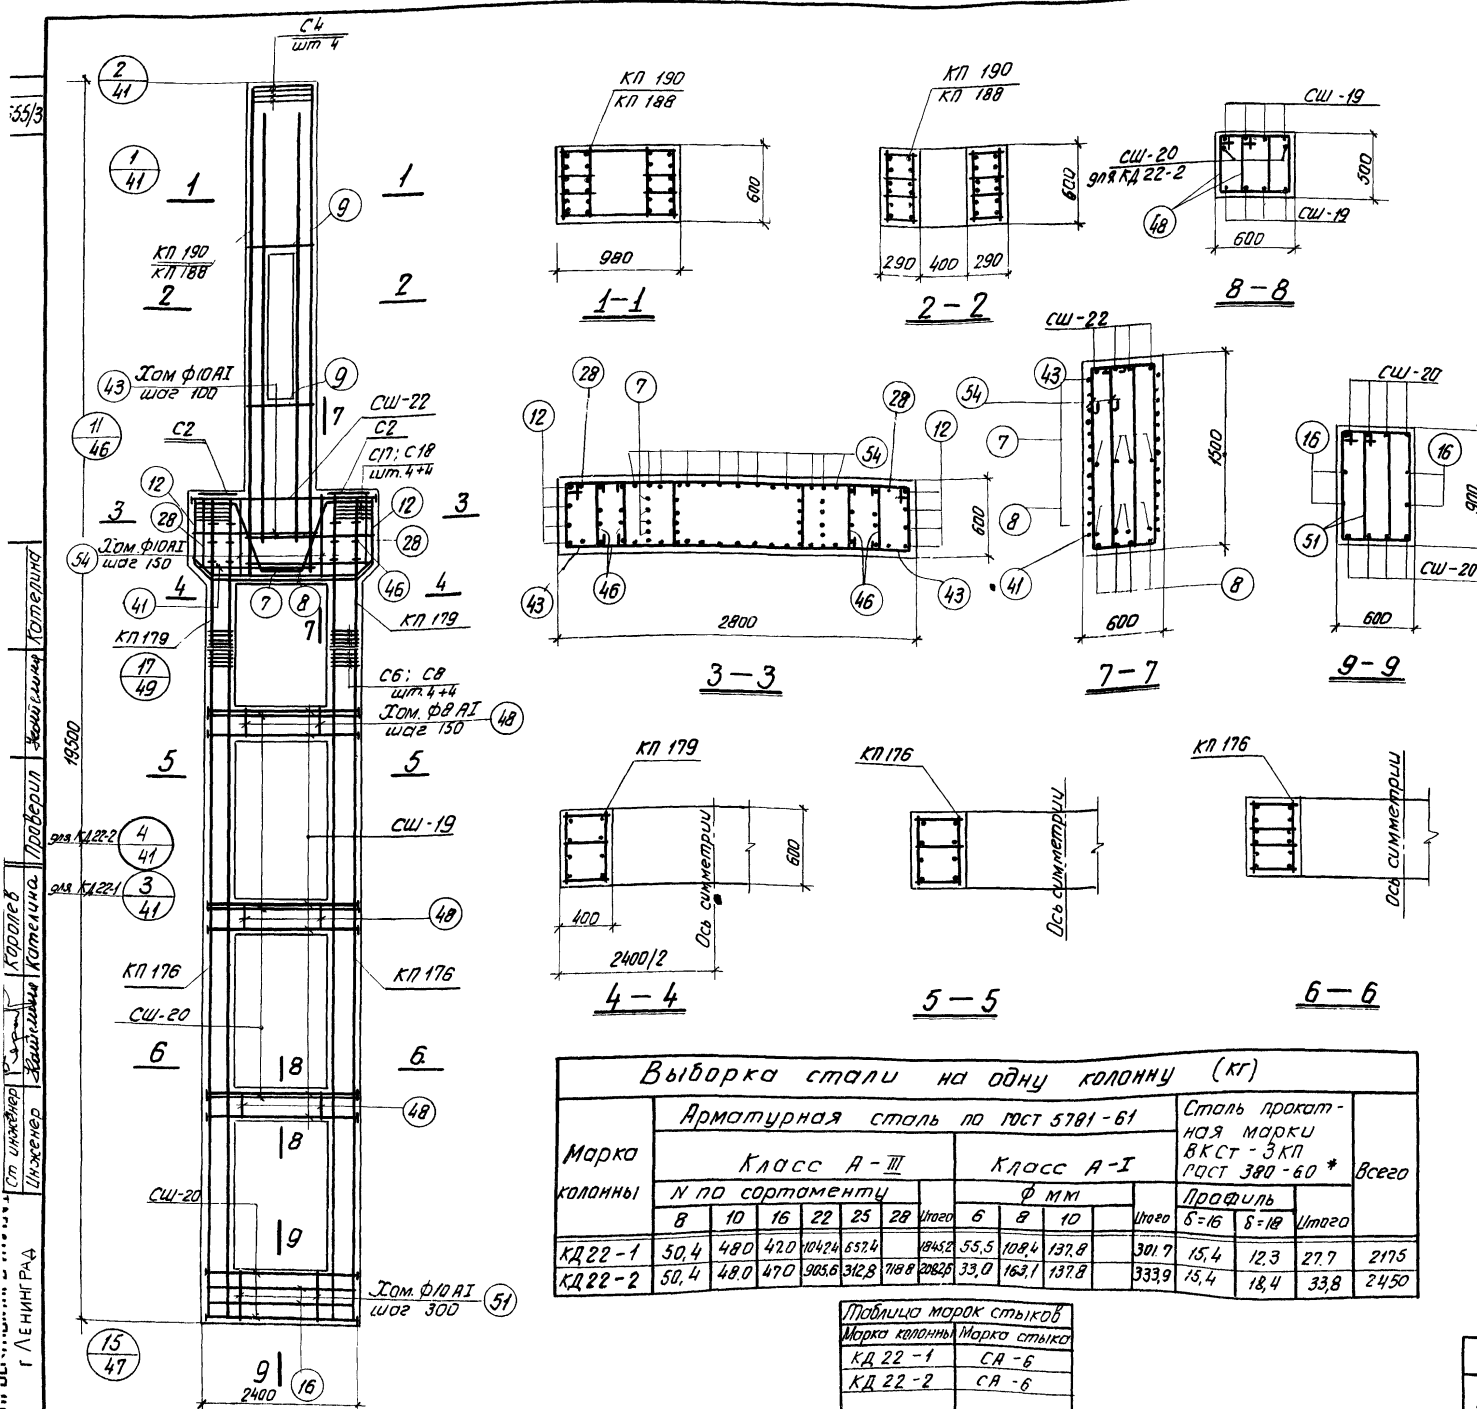 С4
шт 4
2
41
55/3
1
41
1
1
9
КП 190
КП 188
2
2
43
Хом ф10АI
шаг 100
9
7
11
46
С2
СШ-22
С2
С17; С18
шт. 4+4
12
12
3
3
28
28
54
Хом. ф10АI
шаг 150
46
4
4
41
7
8
7
КП 179
КП 179
17
49
С6; С8
шт. 4+4
Хом. ф8 АI
шаг 150
48
19500
5
5
для КД22-2
4
41
СШ-19
для КД22-1
3
41
48
КП 176
КП 176
СШ-20
6
6
8
48
8
СШ-20
9
Хом. ф10 АI
шаг 300
51
15
47
9
16
2400
КП 190
КП 188
600
980
1-1
КП 190
КП 188
600
290
400
290
2-2
СШ-19
СШ-20
для КД 22-2
500
48
СШ-19
600
8-8
28
7
28
12
12
54
600
43
46
46
43
2800
3-3
СШ-22
43
54
7
8
41
1500
8
600
7-7
СШ-20
16
16
51
900
СШ-20
600
9-9
КП 179
600
Ось симметрии
400
2400/2
4-4
КП 176
Ось симметрии
5-5
КП 176
Ось симметрии
6-6
Выборка стали на одну колонну (кг)
Марка колонны
Арматурная сталь по ГОСТ 5781-61
Сталь прокатная марки ВКСт-3КП ГОСТ 380-60 *
Всего
Класс А-III
Класс А-I
N по сортаменту
ф мм
Профиль
8 10 16 22 25 28 Итого 6 8 10 Итого δ=16 δ=18 Итого
КД22-1 50,4 48.0 47.0 1042.4 657.4 1845.2 55,5 108,4 137,8 301.7 15,4 12,3 27.7 2175
КД22-2 50,4 48.0 47.0 905,6 312,8 718.8 2082,6 33,0 163,1 137.8 333,9 15,4 18,4 33,8 2450
Таблица марок стыков
Марка колонны Марка стыка
КД 22-1 СА-6
КД 22-2 СА-6
Ст инженер
Королев
Инженер
Кателина
Проверил
Кателина
г Ленинград